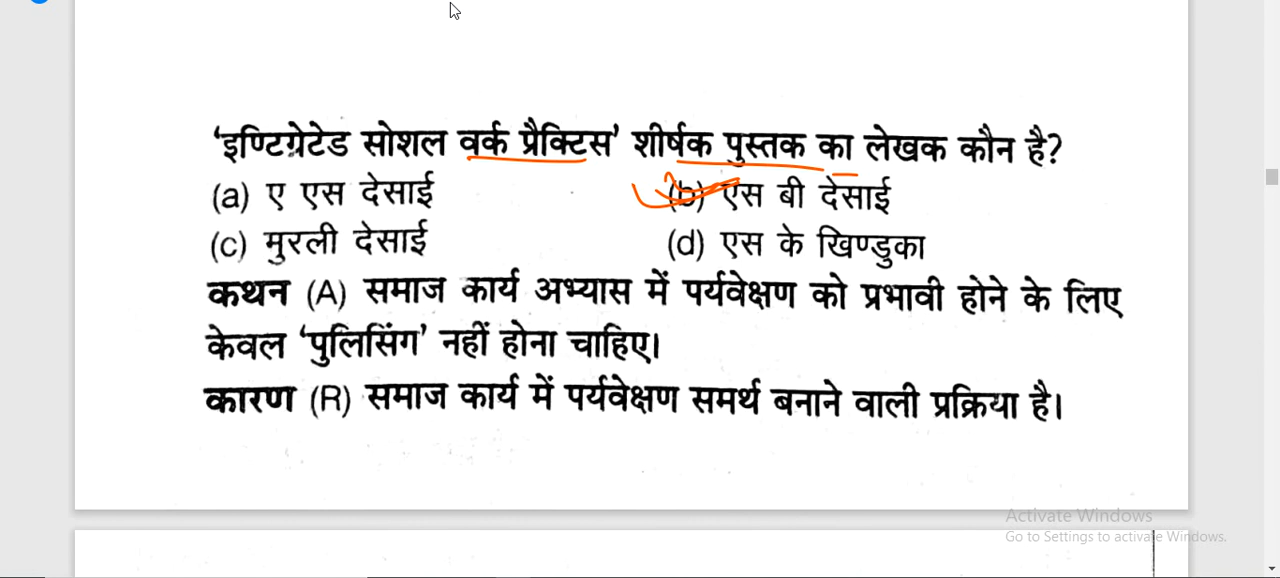 'इण्टिग्रेटेड सोशल वर्क प्रैक्टिस' शीर्षक पुस्तक का लेखक कौन है?
(a) ए एस देसाई (b) एस बी देसाई
(c) मुरली देसाई (d) एस के खिण्डुका
कथन (A) समाज कार्य अभ्यास में पर्यवेक्षण को प्रभावी होने के लिए
केवल 'पुलिसिंग' नहीं होना चाहिए।
कारण (R) समाज कार्य में पर्यवेक्षण समर्थ बनाने वाली प्रक्रिया है।
Activate Windows
Go to Settings to activate Windows.